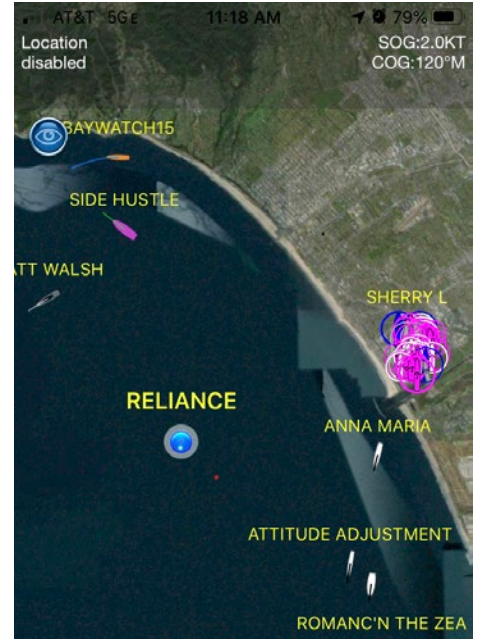 AT&T 5GE 11:18 AM 79%
Location SOG:2.0KT
disabled COG:120°M
BAYWATCH15
SIDE HUSTLE
ATT WALSH
SHERRY L
RELIANCE
ANNA MARIA
ATTITUDE ADJUSTMENT
ROMANC'N THE ZEA